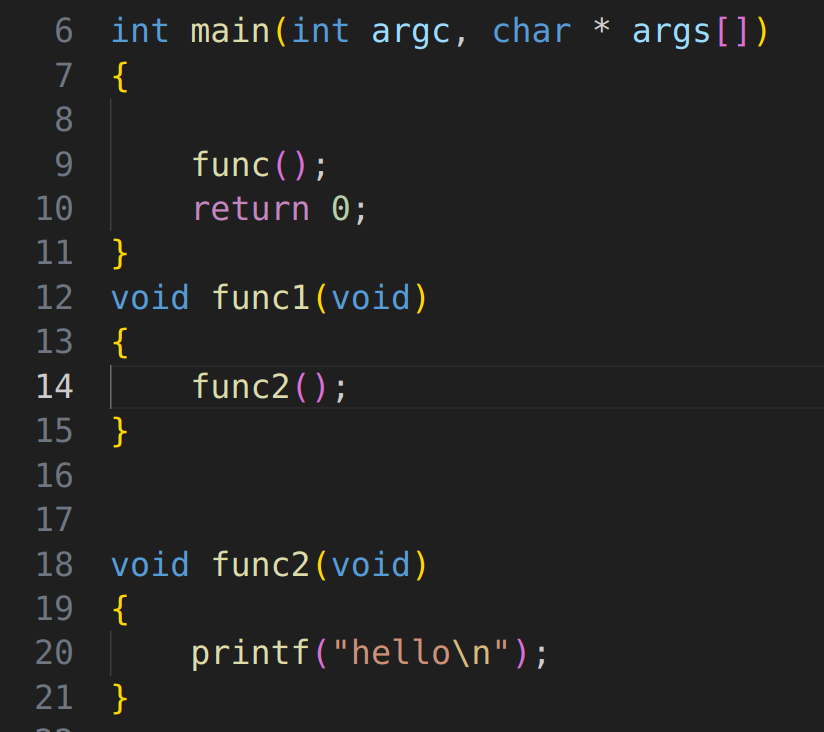 6 int main(int argc, char * args[])
7 {
8
9     func();
10     return 0;
11 }
12 void func1(void)
13 {
14     func2();
15 }
16
17
18 void func2(void)
19 {
20     printf("hello\n");
21 }